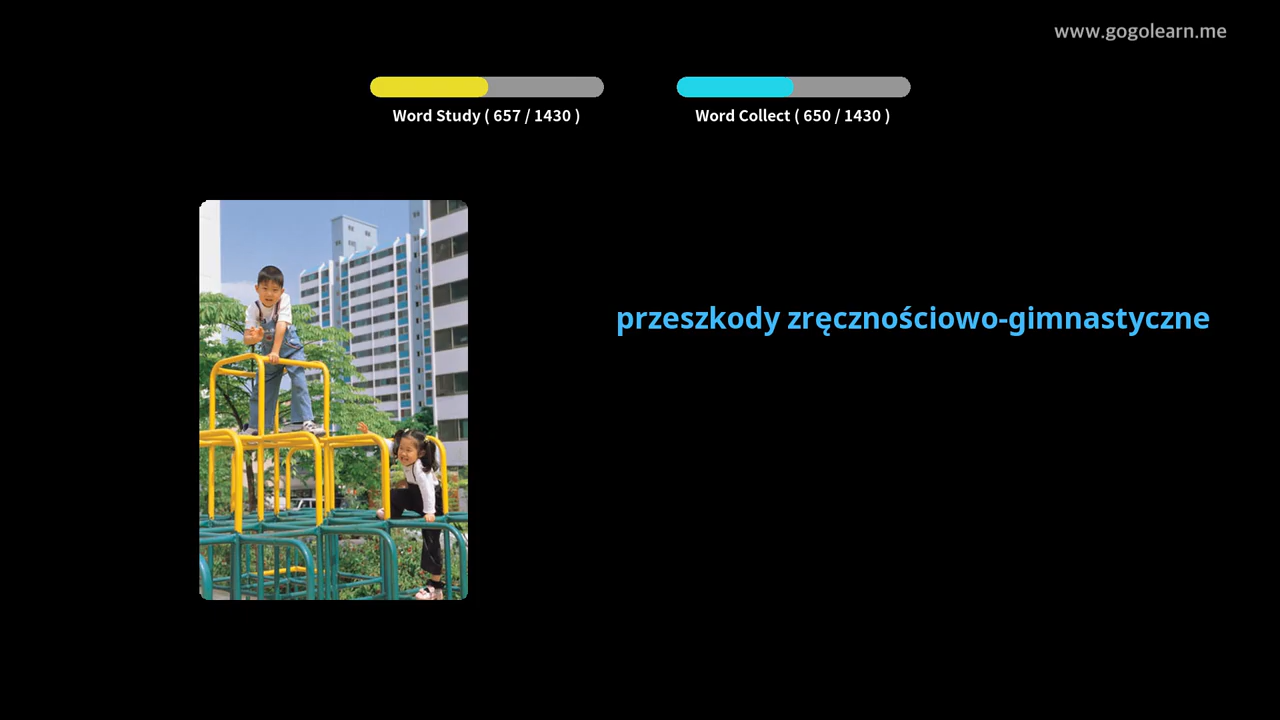 www.gogolearn.me
Word Study ( 657 / 1430 )
Word Collect ( 650 / 1430 )
przeszkody zręcznościowo-gimnastyczne